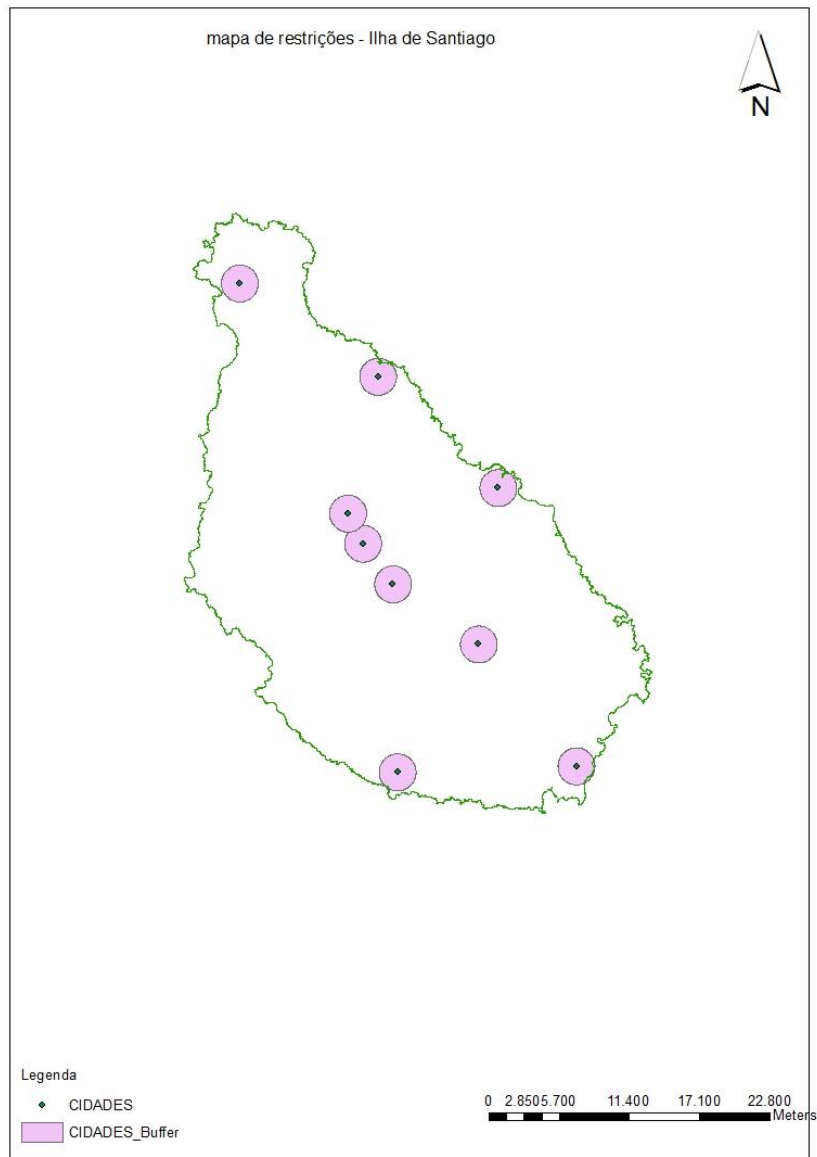 mapa de restrições - Ilha de Santiago
N
Legenda
CIDADES
CIDADES_Buffer
0 2.8505.700 11.400 17.100 22.800
Meters